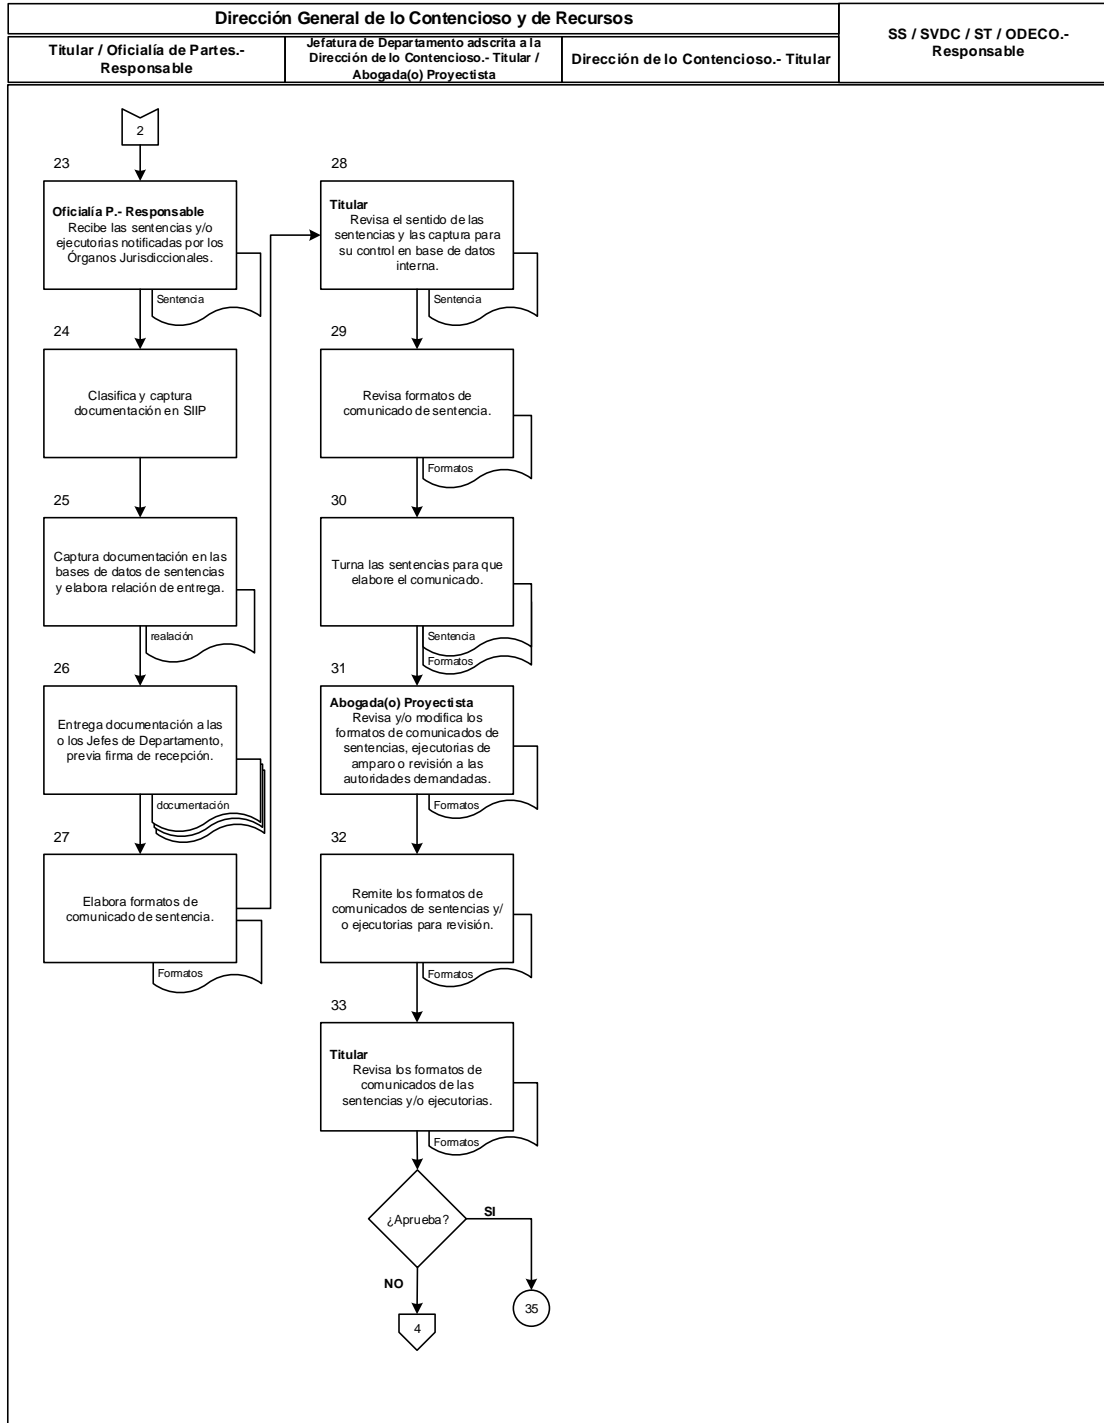 Dirección General de lo Contencioso y de Recursos
SS / SVDC / ST / ODECO.-
Responsable
Titular / Oficialía de Partes.-
Responsable
Jefatura de Departamento adscrita a la
Dirección de lo Contencioso.- Titular /
Abogada(o) Proyectista
Dirección de lo Contencioso.- Titular
2
23
Oficialía P.- Responsable
Recibe las sentencias y/o
ejecutorias notificadas por los
Órganos Jurisdiccionales.
Sentencia
24
Clasifica y captura
documentación en SIIP
25
Captura documentación en las
bases de datos de sentencias
y elabora relación de entrega.
realación
26
Entrega documentación a las
o los Jefes de Departamento,
previa firma de recepción.
documentación
27
Elabora formatos de
comunicado de sentencia.
Formatos
28
Titular
Revisa el sentido de las
sentencias y las captura para
su control en base de datos
interna.
Sentencia
29
Revisa formatos de
comunicado de sentencia.
Formatos
30
Turna las sentencias para que
elabore el comunicado.
Sentencia
Formatos
31
Abogada(o) Proyectista
Revisa y/o modifica los
formatos de comunicados de
sentencias, ejecutorias de
amparo o revisión a las
autoridades demandadas.
Formatos
32
Remite los formatos de
comunicados de sentencias y/
o ejecutorias para revisión.
Formatos
33
Titular
Revisa los formatos de
comunicados de las
sentencias y/o ejecutorias.
Formatos
¿Aprueba?
SI
NO
35
4